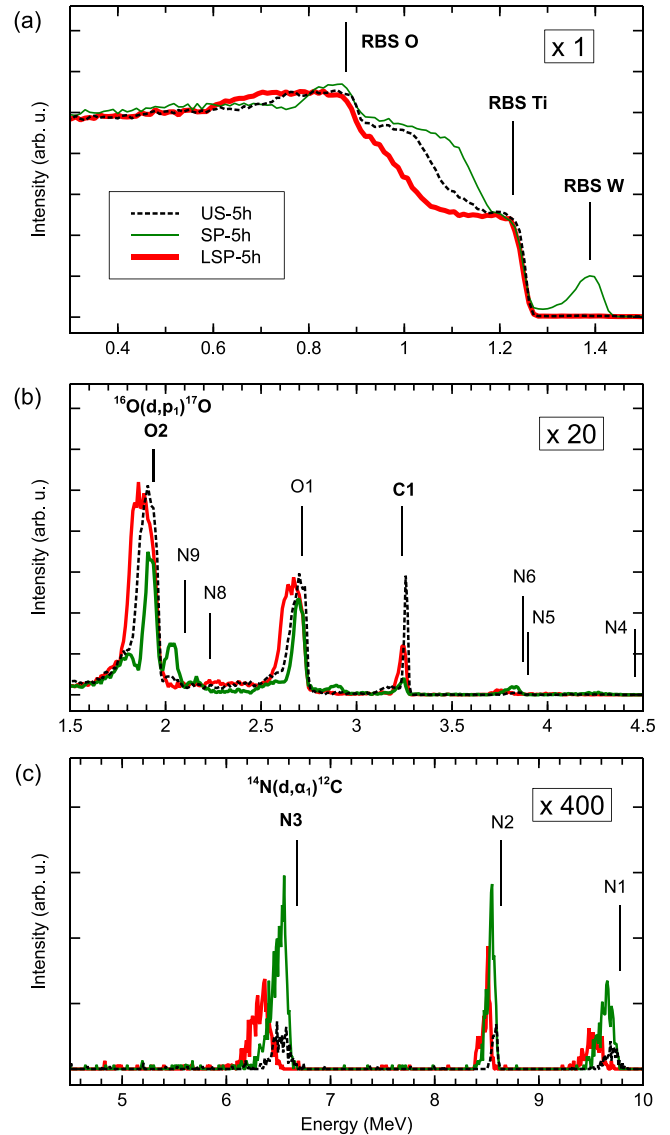 (a)
RBS O
x 1
RBS Ti
RBS W
US-5h
SP-5h
LSP-5h
Intensity (arb. u.)
0.4 0.6 0.8 1 1.2 1.4
(b)
¹⁶O(d,p₁)¹⁷O
O2
x 20
O1
C1
N9
N8
N6
N5
N4
Intensity (arb. u.)
1.5 2 2.5 3 3.5 4 4.5
(c)
¹⁴N(d,α₁)¹²C
N3
x 400
N2
N1
Intensity (arb. u.)
5 6 7 8 9 10
Energy (MeV)